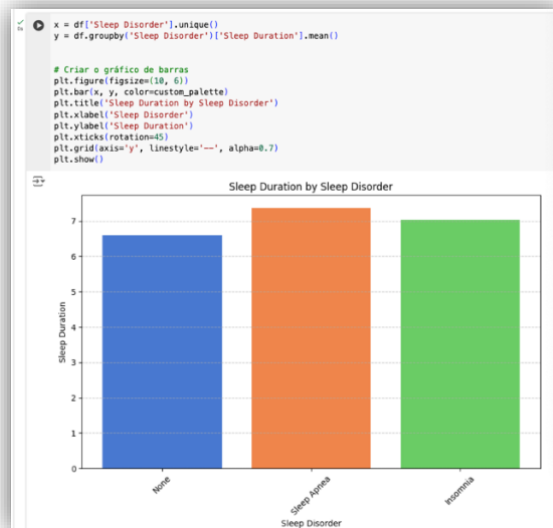 x = df['Sleep Disorder'].unique()
y = df.groupby('Sleep Disorder')['Sleep Duration'].mean()
# Criar o gráfico de barras
plt.figure(figsize=(10, 6))
plt.bar(x, y, color=custom_palette)
plt.title('Sleep Duration by Sleep Disorder')
plt.xlabel('Sleep Disorder')
plt.ylabel('Sleep Duration')
plt.xticks(rotation=45)
plt.grid(axis='y', linestyle='--', alpha=0.7)
plt.show()
Sleep Duration by Sleep Disorder
7
6
5
4
3
2
1
0
Sleep Duration
None
Sleep Apnea
Insomnia
Sleep Disorder